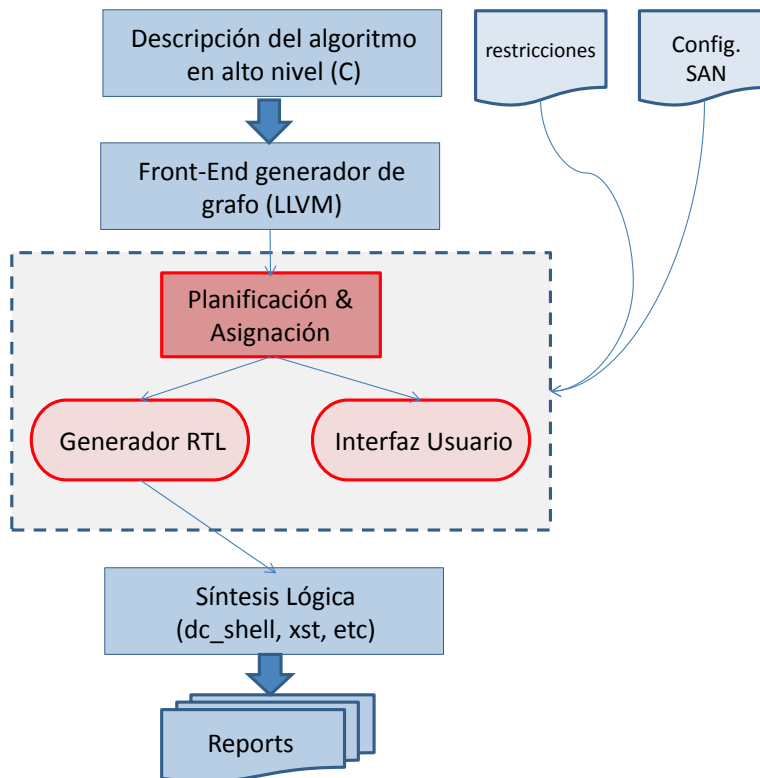 Descripción del algoritmo
en alto nivel (C)
restricciones
Config.
SAN
Front-End generador de
grafo (LLVM)
Planificación &
Asignación
Generador RTL
Interfaz Usuario
Síntesis Lógica
(dc_shell, xst, etc)
Reports